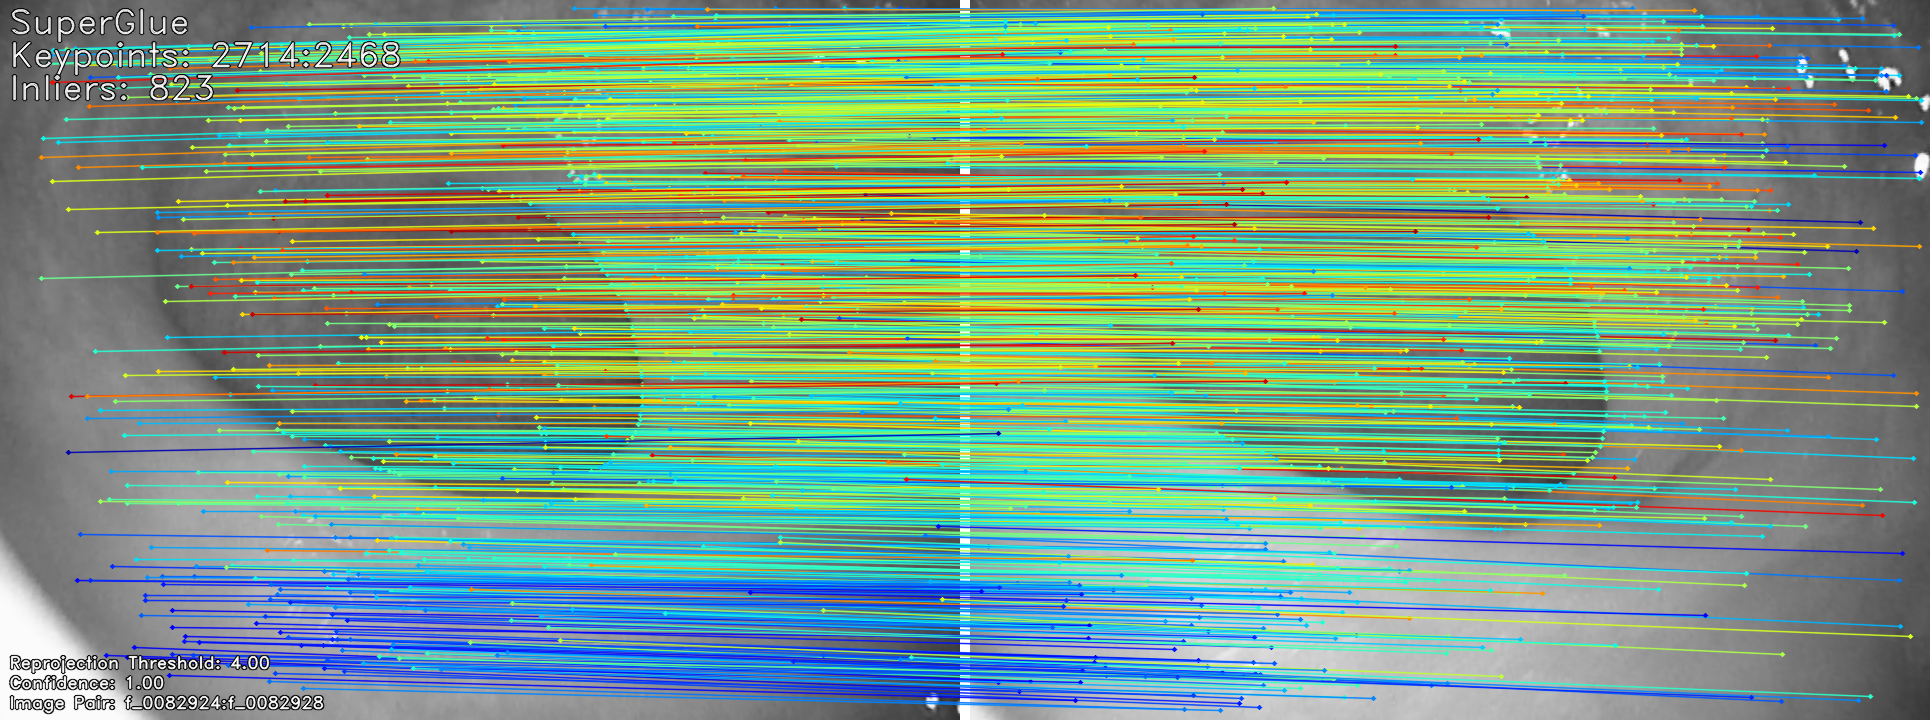 SuperGlue
Keypoints: 2714:2468
Inliers: 823
Reprojection Threshold: 4.00
Confidence: 1.00
Image Pair: f_0082924:f_0082928